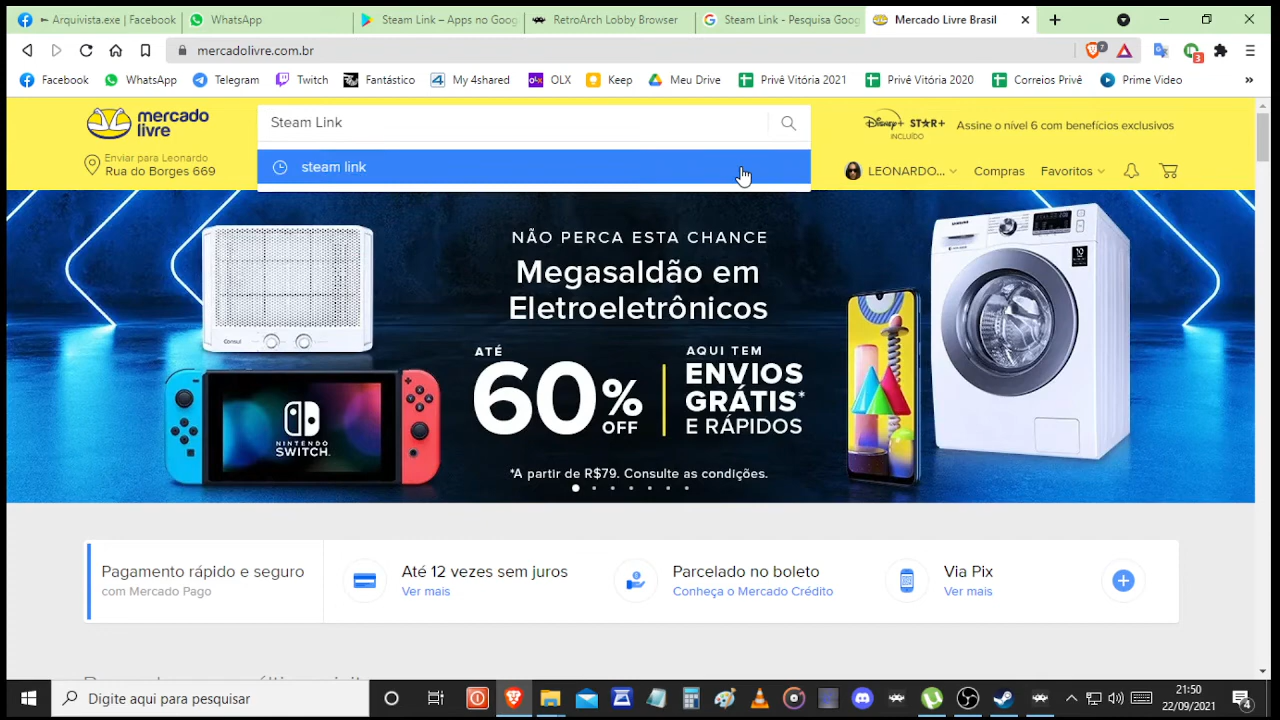 Arquivista.exe | Facebook
WhatsApp
Steam Link – Apps no Goog
RetroArch Lobby Browser
Steam Link - Pesquisa Goog
Mercado Livre Brasil
mercadolivre.com.br
7
3
Facebook
WhatsApp
Telegram
Twitch
Fantástico
My 4shared
OLX
Keep
Meu Drive
Privê Vitória 2021
Privê Vitória 2020
Correios Privê
Prime Video
mercado
livre
Steam Link
steam link
Disney+ STAR+
INCLUÍDO
Assine o nível 6 com benefícios exclusivos
Enviar para Leonardo
Rua do Borges 669
LEONARDO...
Compras
Favoritos
NÃO PERCA ESTA CHANCE
Megasaldão em
Eletroeletrônicos
ATÉ
60%
OFF
AQUI TEM
ENVIOS
GRÁTIS*
E RÁPIDOS
*A partir de R$79. Consulte as condições.
Consul
NINTENDO
SWITCH.
SAMSUNG
Pagamento rápido e seguro
com Mercado Pago
Até 12 vezes sem juros
Ver mais
Parcelado no boleto
Conheça o Mercado Crédito
Via Pix
Ver mais
Digite aqui para pesquisar
21:50
22/09/2021
4